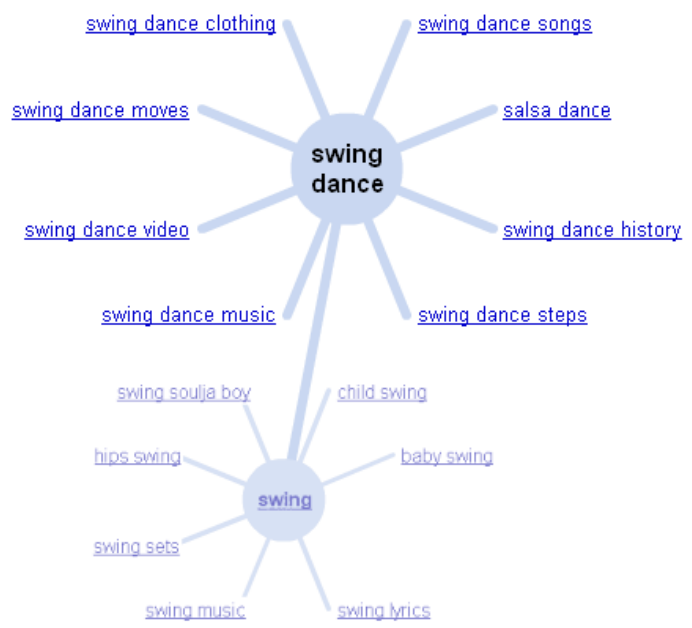 swing dance clothing
swing dance songs
swing dance moves
salsa dance
swing
dance
swing dance video
swing dance history
swing dance music
swing dance steps
swing soulja boy
child swing
hips swing
baby swing
swing
swing sets
swing music
swing lyrics